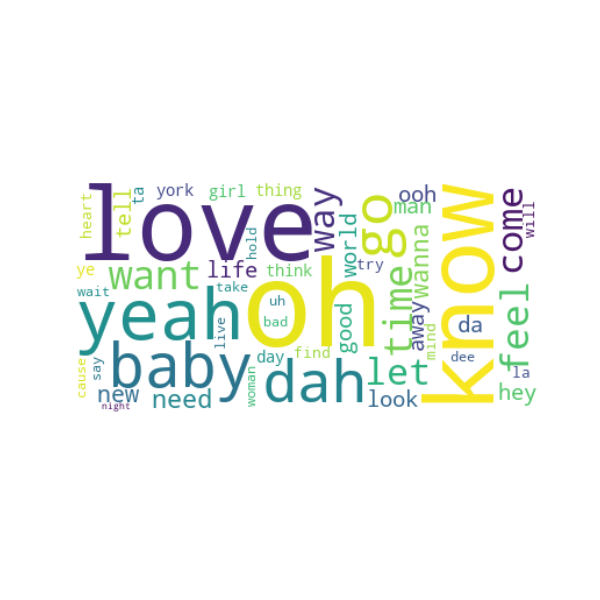 love
oh
know
yeah
baby
dah
go
time
want
way
come
feel
let
need
new
life
look
man
ooh
wanna
away
world
good
tell
hey
da
la
girl
thing
york
ta
heart
ye
wait
think
hold
take
uh
bad
live
day
find
try
mind
dee
will
woman
say
cause
night